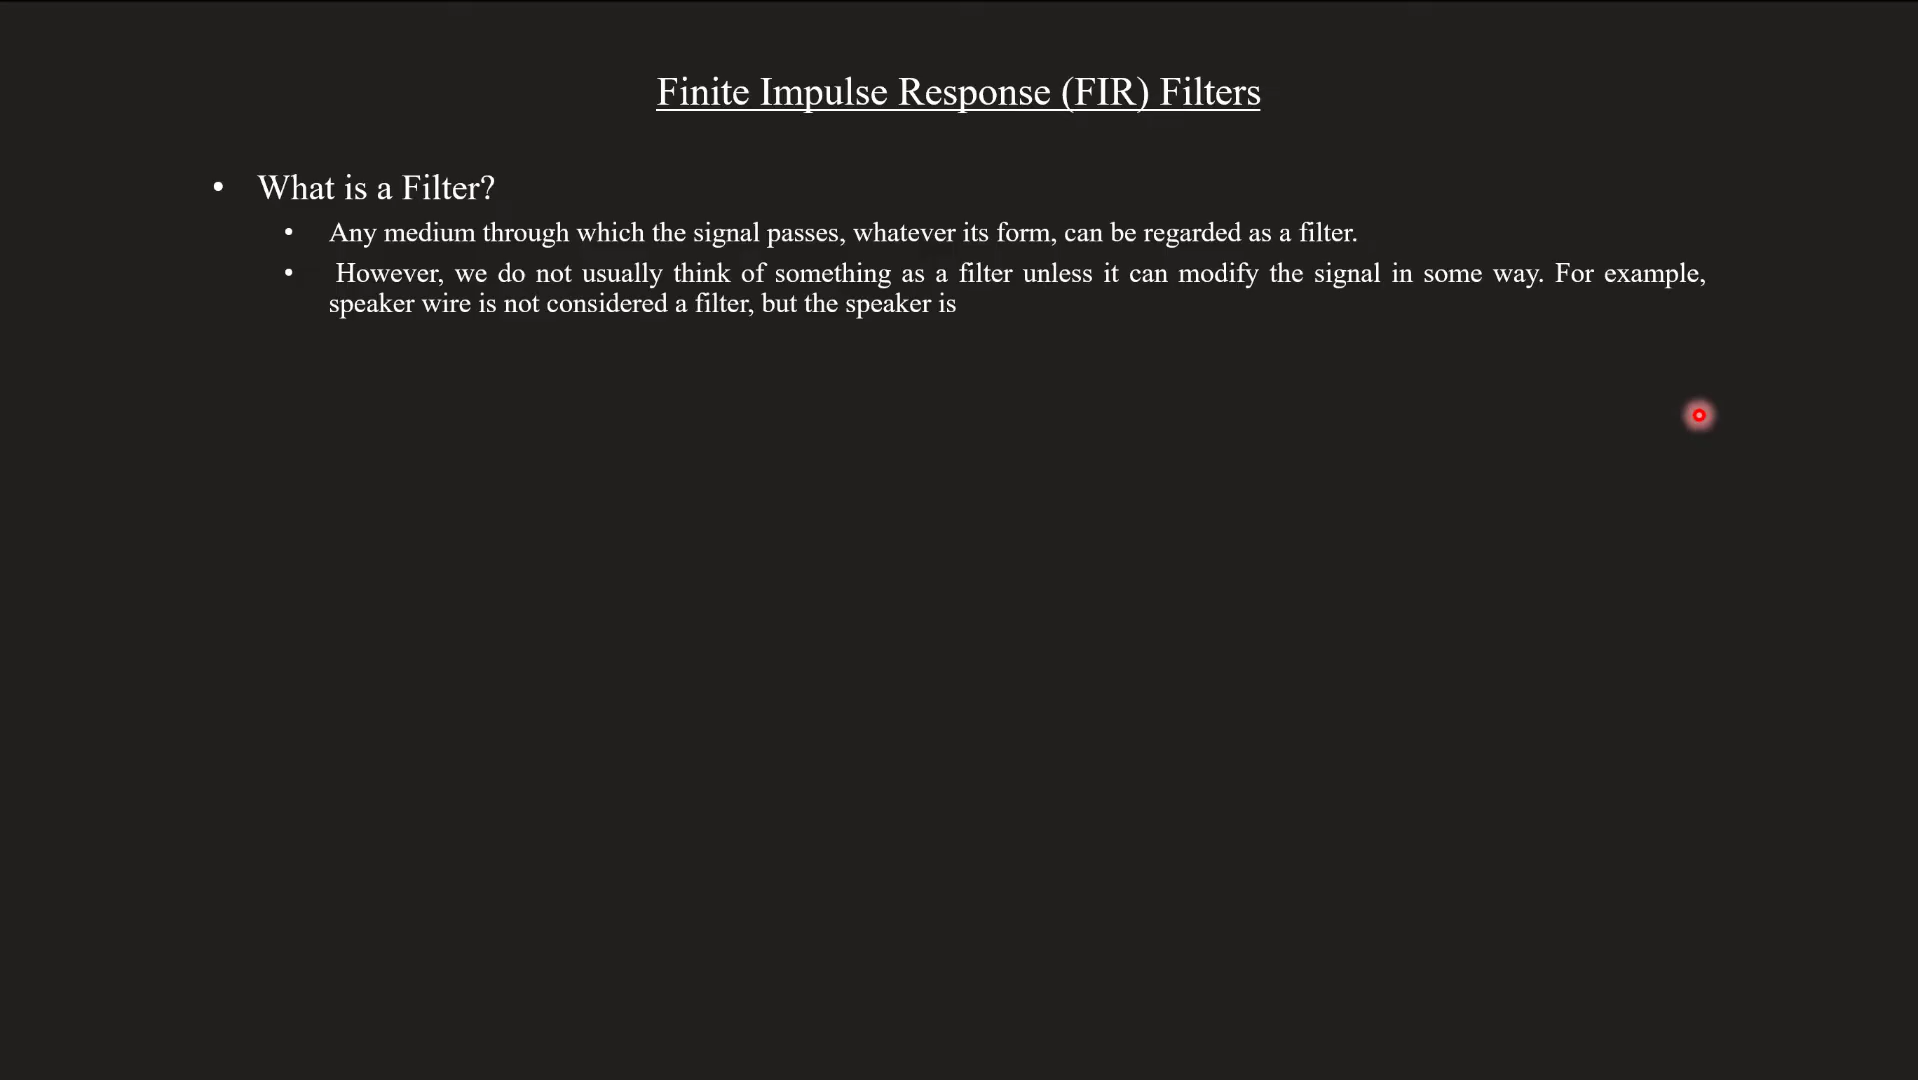 Finite Impulse Response (FIR) Filters
• What is a Filter?
• Any medium through which the signal passes, whatever its form, can be regarded as a filter.
• However, we do not usually think of something as a filter unless it can modify the signal in some way. For example,
speaker wire is not considered a filter, but the speaker is